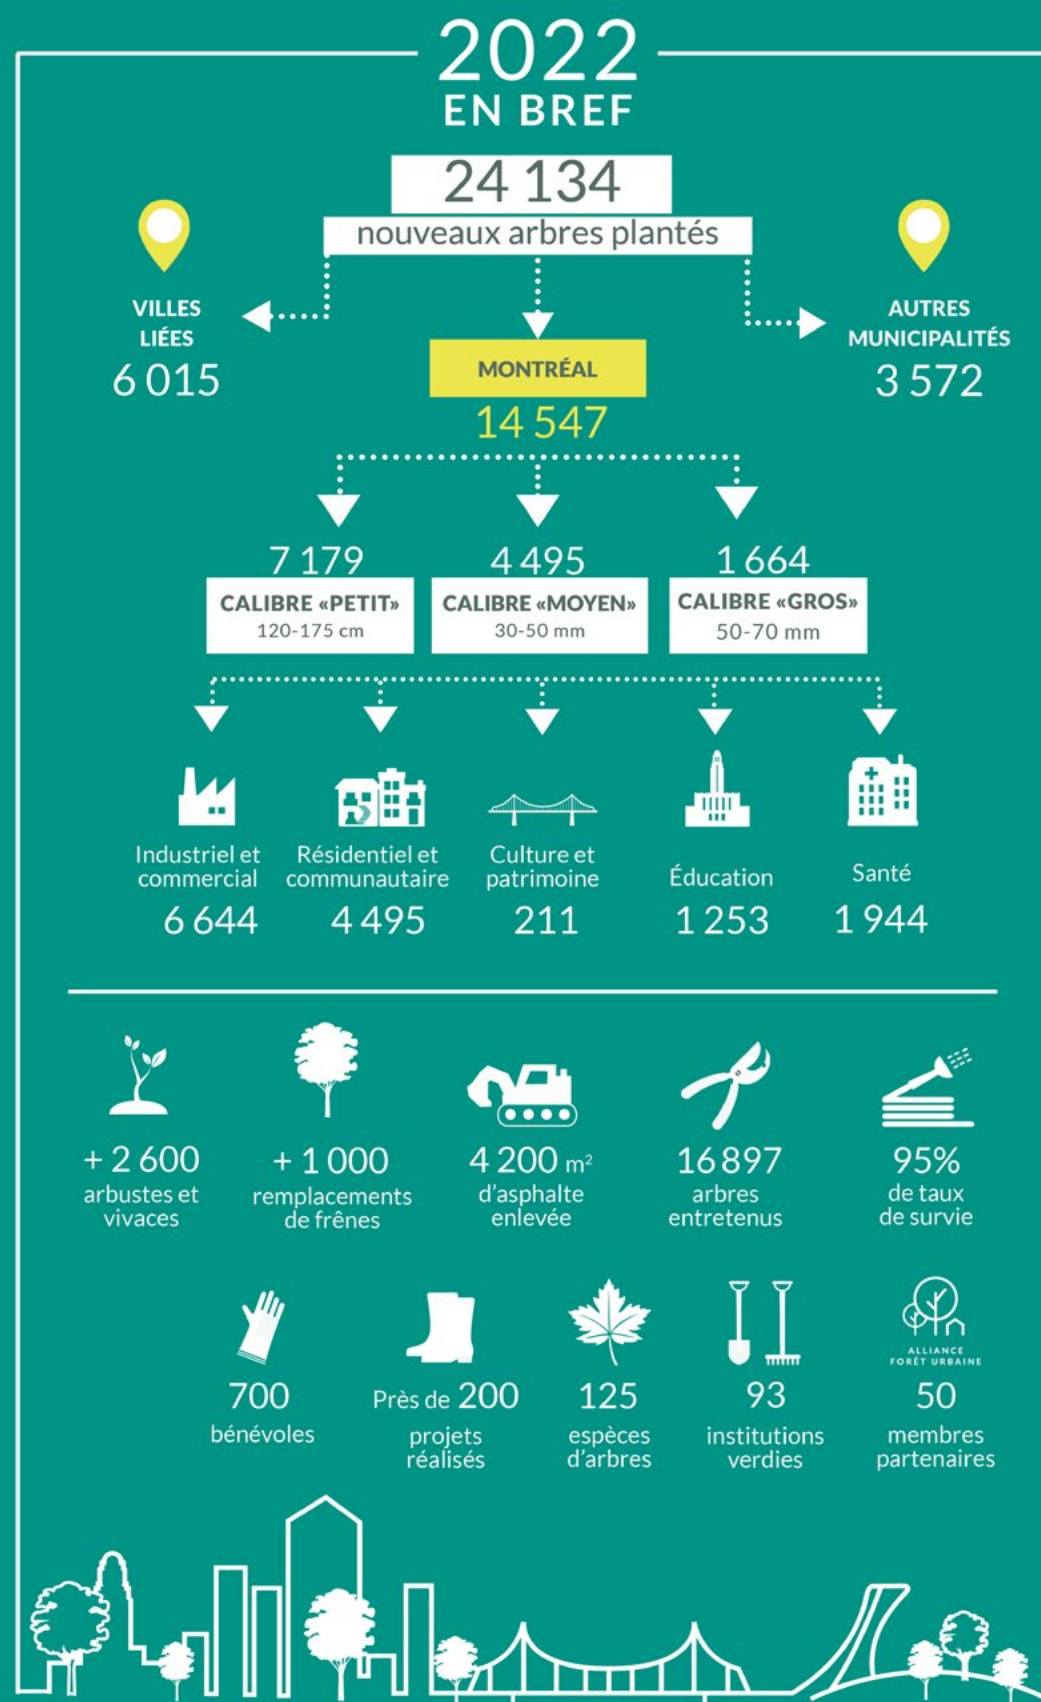 2022
EN BREF
24 134
nouveaux arbres plantés
VILLES
LIÉES
6 015
AUTRES
MUNICIPALITÉS
3 572
MONTRÉAL
14 547
7 179
CALIBRE «PETIT»
120-175 cm
4 495
CALIBRE «MOYEN»
30-50 mm
1 664
CALIBRE «GROS»
50-70 mm
Industriel et
commercial
6 644
Résidentiel et
communautaire
4 495
Culture et
patrimoine
211
Éducation
1 253
Santé
1 944
+ 2 600
arbustes et
vivaces
+ 1 000
remplacements
de frênes
4 200 m²
d'asphalte
enlevée
16 897
arbres
entretenus
95%
de taux
de survie
700
bénévoles
Près de 200
projets
réalisés
125
espèces
d'arbres
93
institutions
verdies
ALLIANCE
FORÊT URBAINE
50
membres
partenaires